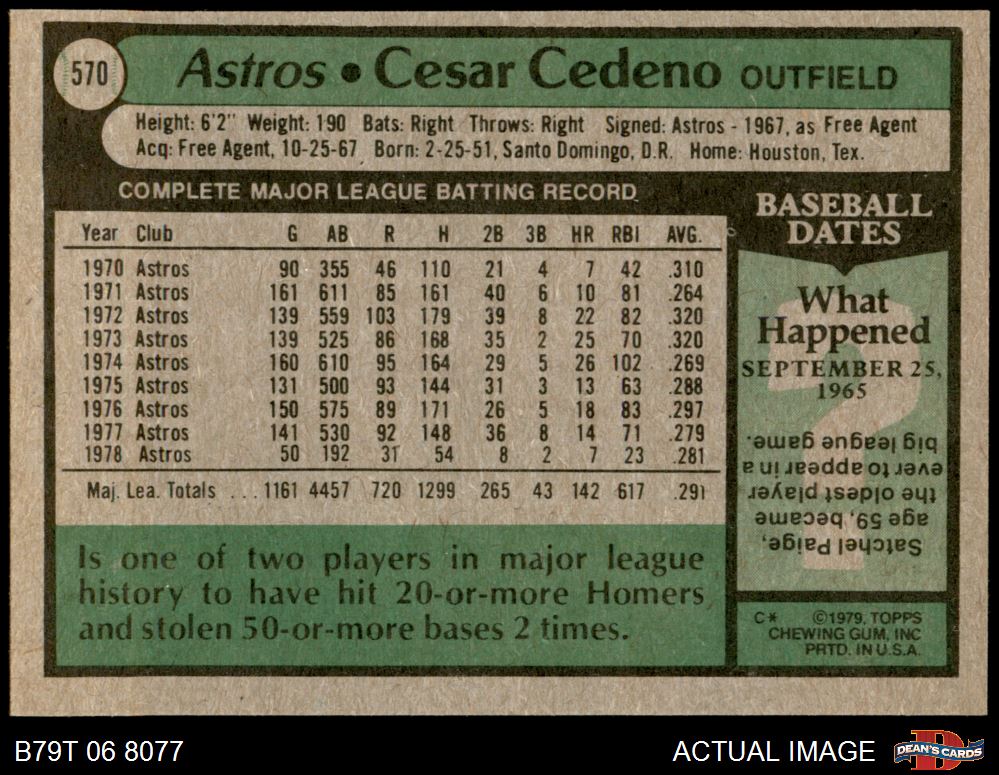 570
Astros • Cesar Cedeno OUTFIELD
Height: 6'2" Weight: 190 Bats: Right Throws: Right Signed: Astros - 1967, as Free Agent
Acq: Free Agent, 10-25-67 Born: 2-25-51, Santo Domingo, D.R. Home: Houston, Tex.
COMPLETE MAJOR LEAGUE BATTING RECORD
Year Club G AB R H 2B 3B HR RBI AVG.
1970 Astros 90 355 46 110 21 4 7 42 .310
1971 Astros 161 611 85 161 40 6 10 81 .264
1972 Astros 139 559 103 179 39 8 22 82 .320
1973 Astros 139 525 86 168 35 2 25 70 .320
1974 Astros 160 610 95 164 29 5 26 102 .269
1975 Astros 131 500 93 144 31 3 13 63 .288
1976 Astros 150 575 89 171 26 5 18 83 .297
1977 Astros 141 530 92 148 36 8 14 71 .279
1978 Astros 50 192 31 54 8 2 7 23 .281
Maj. Lea. Totals ... 1161 4457 720 1299 265 43 142 617 .291
Is one of two players in major league
history to have hit 20-or-more Homers
and stolen 50-or-more bases 2 times.
BASEBALL
DATES
What
Happened
SEPTEMBER 25,
1965
Satchel Paige,
age 59, became
the oldest player
ever to appear in a
big league game.
C* ©1979, TOPPS
CHEWING GUM, INC
PRTD. IN U.S.A.
B79T 06 8077
ACTUAL IMAGE
DEAN'S CARDS